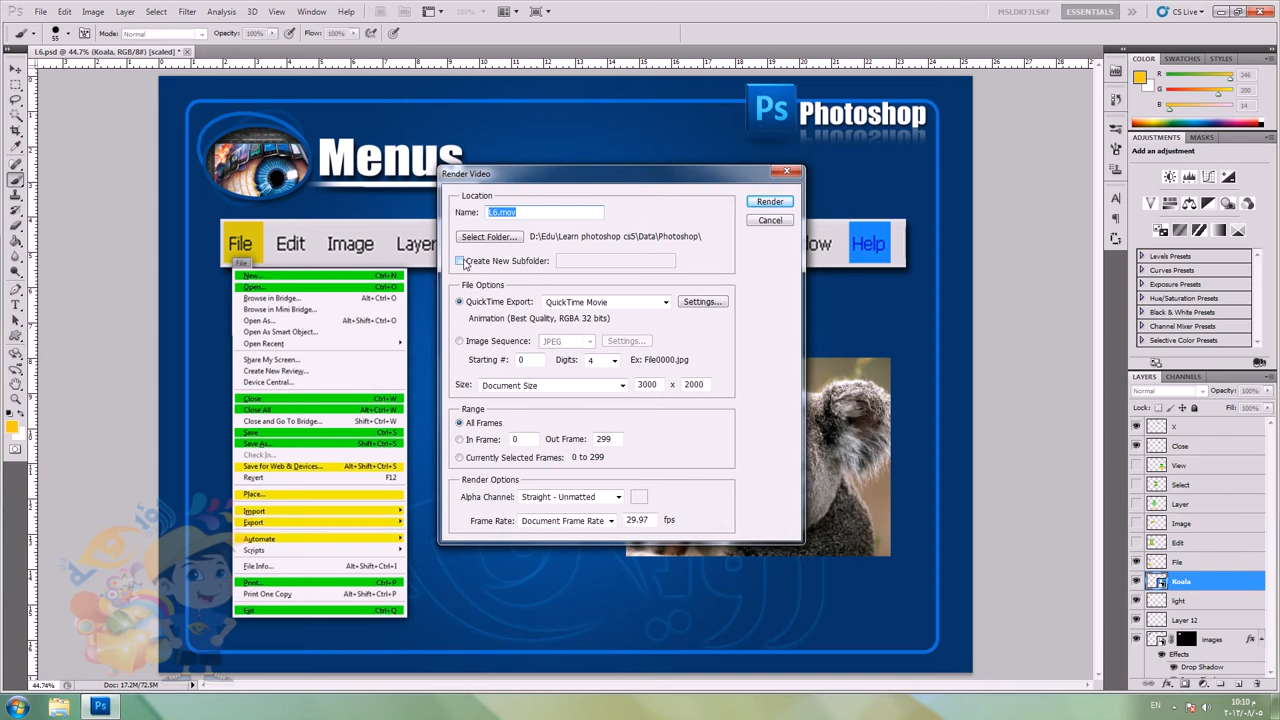 Ps
File Edit Image Layer Select Filter Analysis 3D View Window Help 66.7
MSLDKFJLSKF ESSENTIALS CS Live
55 Mode: Normal Opacity: 100% Flow: 100%
L6.psd @ 44.7% (Koala, RGB/8#) [scaled] *
Ps Photoshop
Menus
File Edit Image Layer
Help
File
New... Ctrl+N
Open... Ctrl+O
Browse in Bridge... Alt+Ctrl+O
Browse in Mini Bridge...
Open As... Alt+Shift+Ctrl+O
Open As Smart Object...
Open Recent
Share My Screen...
Create New Review...
Device Central...
Close Ctrl+W
Close All Alt+Ctrl+W
Close and Go To Bridge... Shift+Ctrl+W
Save Ctrl+S
Save As... Shift+Ctrl+S
Check In...
Save for Web & Devices... Alt+Shift+Ctrl+S
Revert F12
Place...
Import
Export
Automate
Scripts
File Info... Alt+Shift+Ctrl+I
Print... Ctrl+P
Print One Copy Alt+Shift+Ctrl+P
Exit Ctrl+Q
Render Video
Location
Name: L6.mov
Render
Cancel
Select Folder... D:\Edu\Learn photoshop cs5\Data\Photoshop\
Create New Subfolder:
File Options
QuickTime Export: QuickTime Movie Settings...
Animation (Best Quality, RGBA 32 bits)
Image Sequence: JPEG Settings...
Starting #: 0 Digits: 4 Ex: File0000.jpg
Size: Document Size 3000 x 2000
Range
All Frames
In Frame: 0 Out Frame: 299
Currently Selected Frames: 0 to 299
Render Options
Alpha Channel: Straight - Unmatted
Frame Rate: Document Frame Rate 29.97 fps
COLOR SWATCHES STYLES
R 246
G 200
B 14
ADJUSTMENTS MASKS
Add an adjustment
Levels Presets
Curves Presets
Exposure Presets
Hue/Saturation Presets
Black & White Presets
Channel Mixer Presets
Selective Color Presets
LAYERS CHANNELS
Normal Opacity: 100%
Lock: Fill: 100%
X
Close
View
Select
Layer
Image
Edit
File
Koala
light
Layer 12
images fx
Effects
Drop Shadow
44.74% Doc: 17.2M/72.5M
Ps
EN
10:10 م
٢٠١٢/٠٨/٠٥